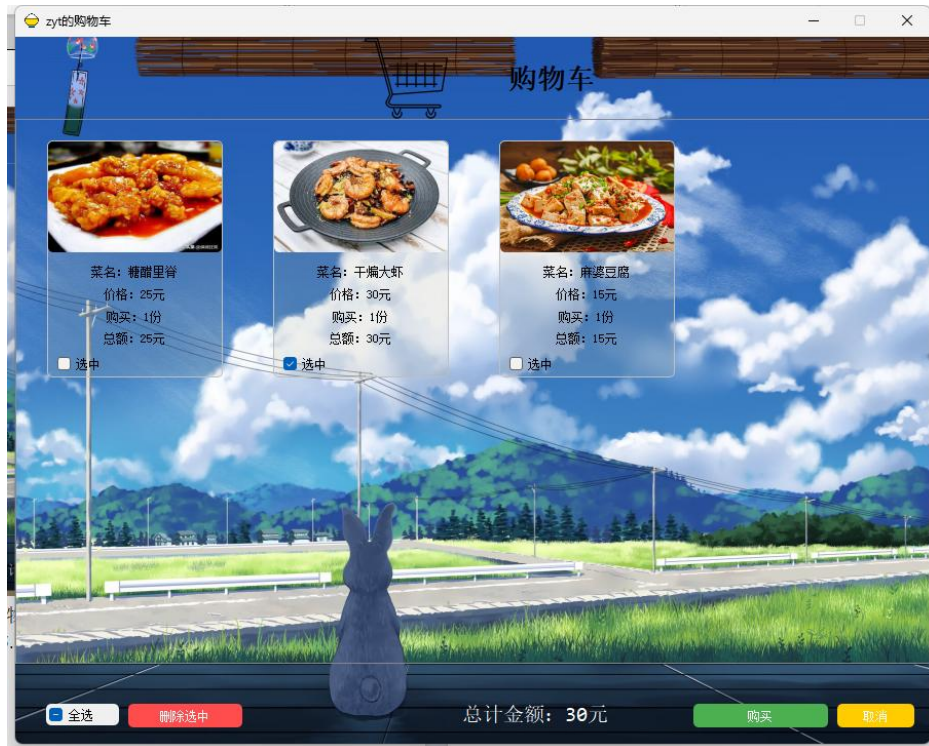 zyt的购物车
购物车
菜名：糖醋里脊
价格：25元
购买：1份
总额：25元
选中
菜名：干煸大虾
价格：30元
购买：1份
总额：30元
选中
菜名：麻婆豆腐
价格：15元
购买：1份
总额：15元
选中
全选
删除选中
总计金额：30元
购买
取消